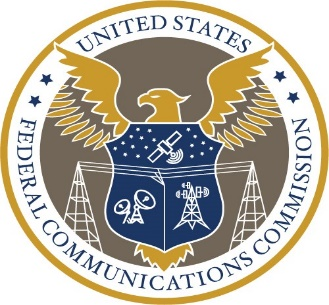 UNITED STATES
FEDERAL COMMUNICATIONS COMMISSION